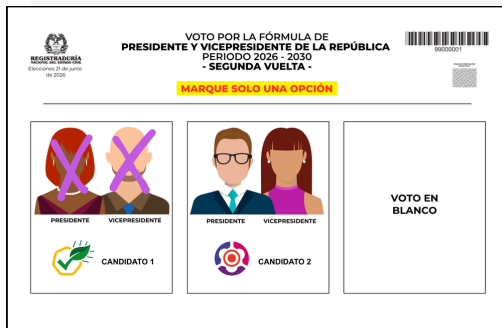 REGISTRADURÍA
NACIONAL DEL ESTADO CIVIL
Elecciones 21 de junio
de 2026
VOTO POR LA FÓRMULA DE
PRESIDENTE Y VICEPRESIDENTE DE LA REPÚBLICA
PERIODO 2026 - 2030
- SEGUNDA VUELTA -
MARQUE SOLO UNA OPCIÓN
99000001
PRESIDENTE VICEPRESIDENTE
CANDIDATO 1
PRESIDENTE VICEPRESIDENTE
CANDIDATO 2
VOTO EN
BLANCO